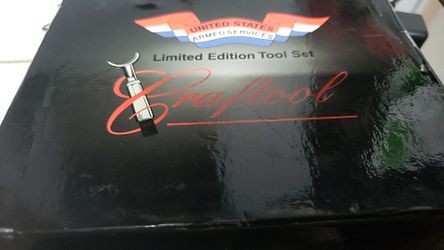 UNITED STATES
ARMED SERVICES
Limited Edition Tool Set
Craftool